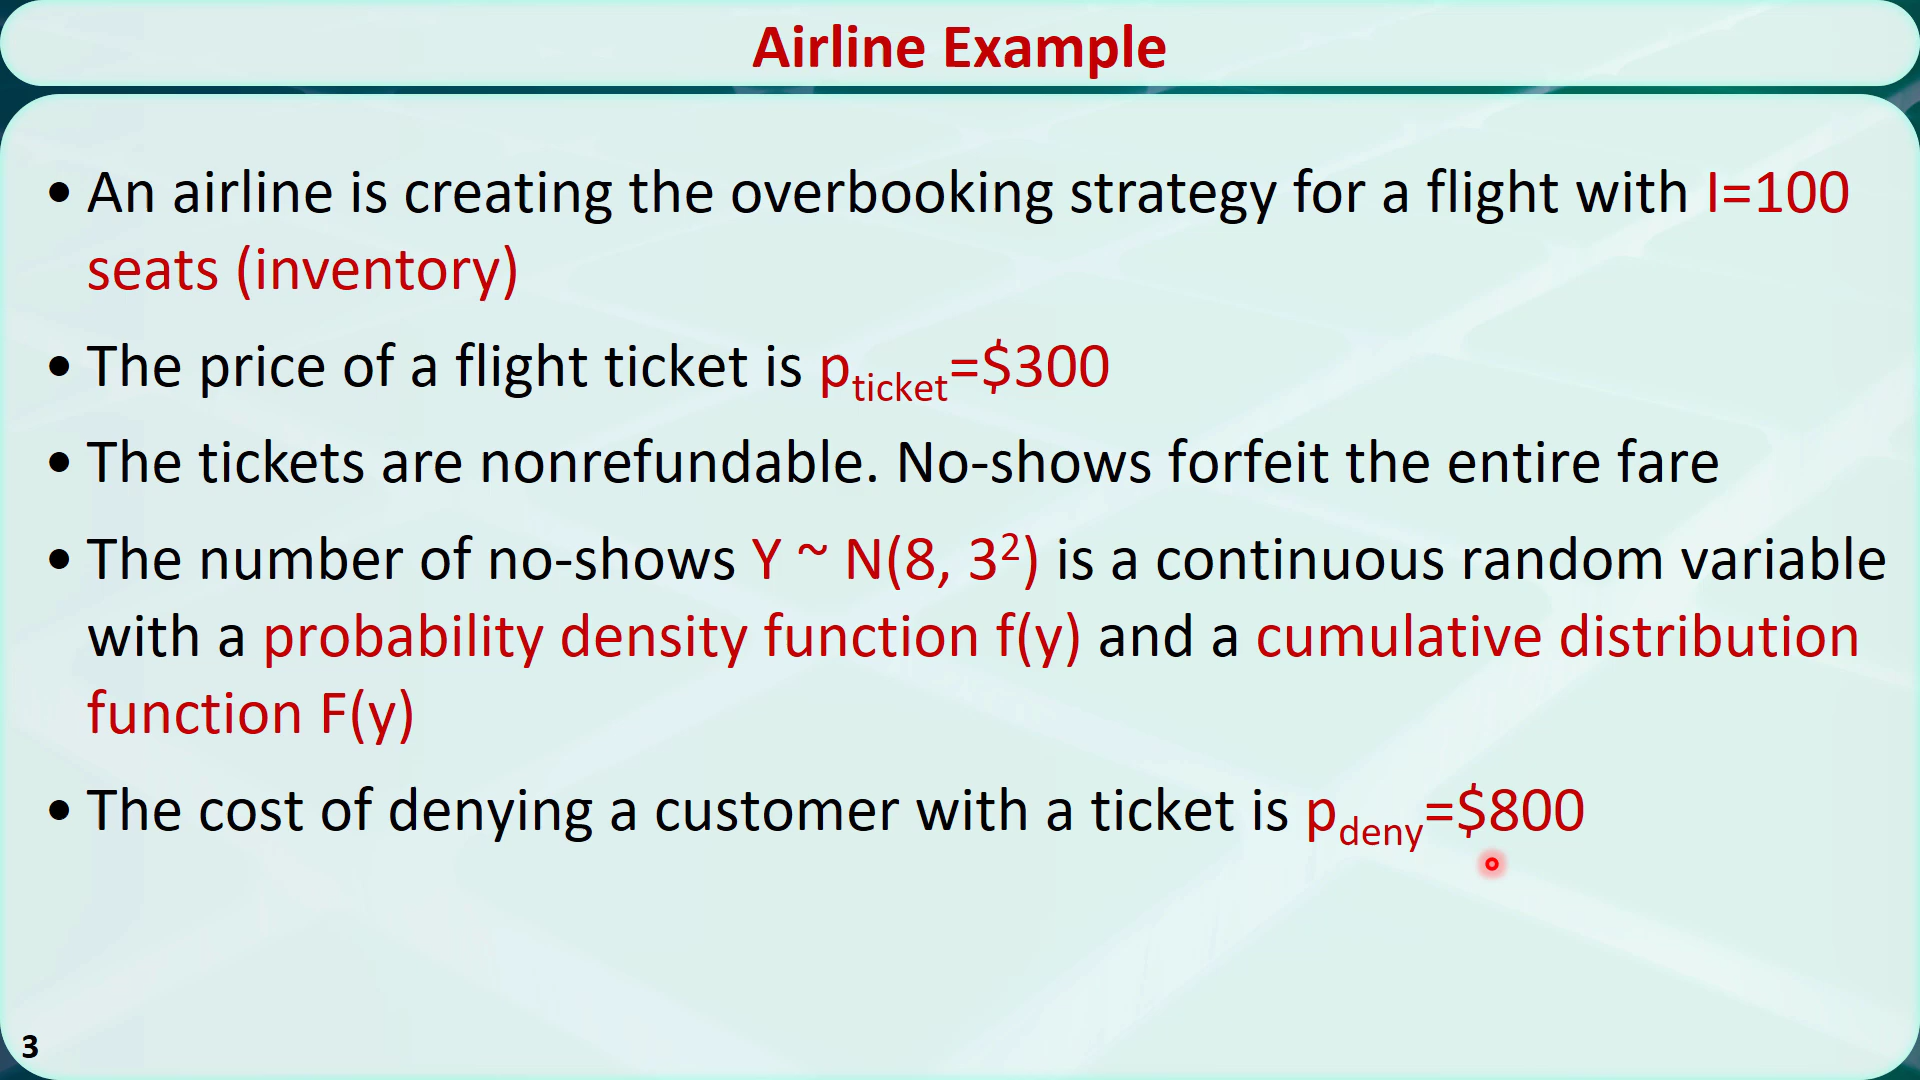 Airline Example
• An airline is creating the overbooking strategy for a flight with I=100
seats (inventory)
• The price of a flight ticket is pticket=$300
• The tickets are nonrefundable. No-shows forfeit the entire fare
• The number of no-shows Y ~ N(8, 3²) is a continuous random variable
with a probability density function f(y) and a cumulative distribution
function F(y)
• The cost of denying a customer with a ticket is pdeny=$800
3